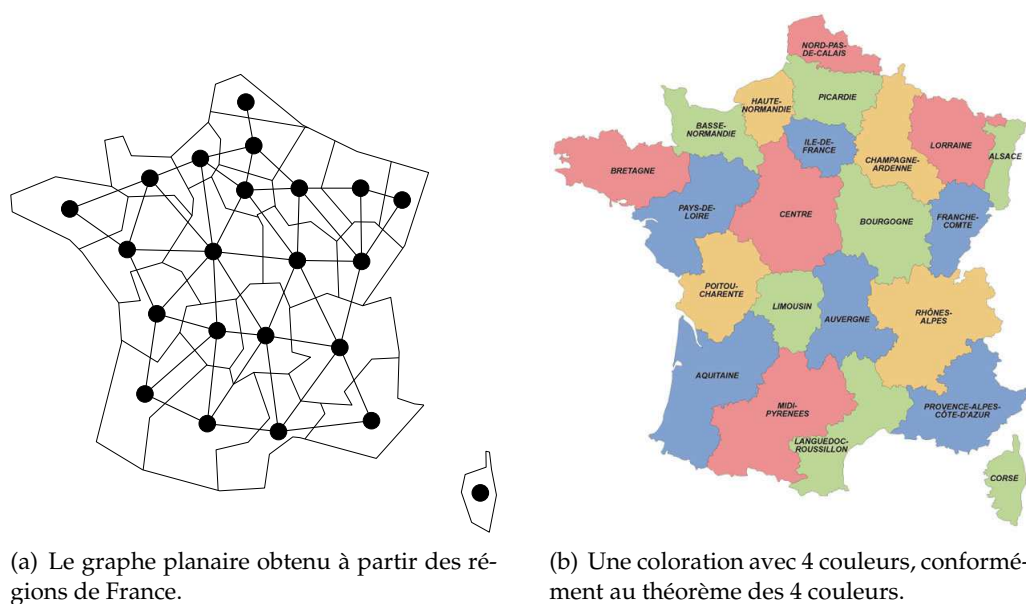 NORD-PAS-
DE-CALAIS
PICARDIE
HAUTE-
NORMANDIE
BASSE-
NORMANDIE
ILE-DE-
FRANCE
CHAMPAGNE-
ARDENNE
LORRAINE
ALSACE
BRETAGNE
PAYS-DE-
LOIRE
CENTRE
BOURGOGNE
FRANCHE-
COMTE
POITOU-
CHARENTE
LIMOUSIN
AUVERGNE
RHÔNES-
ALPES
AQUITAINE
MIDI-
PYRENEES
PROVENCE-ALPES-
CÔTE-D'AZUR
LANGUEDOC-
ROUSSILLON
CORSE
(a) Le graphe planaire obtenu à partir des ré-
gions de France.
(b) Une coloration avec 4 couleurs, conformé-
ment au théorème des 4 couleurs.